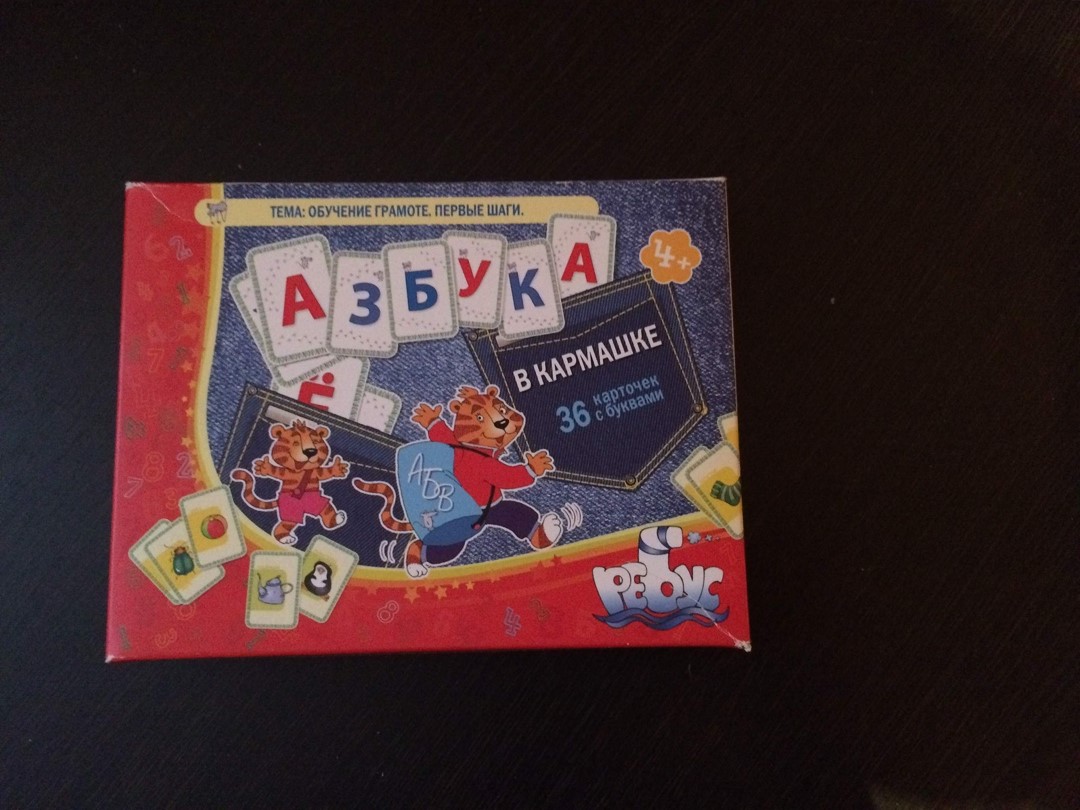 ТЕМА: ОБУЧЕНИЕ ГРАМОТЕ. ПЕРВЫЕ ШАГИ.
АЗБУКА
4+
В КАРМАШКЕ
36 карточек
с буквами
Ё
АБВ
РЕБУС